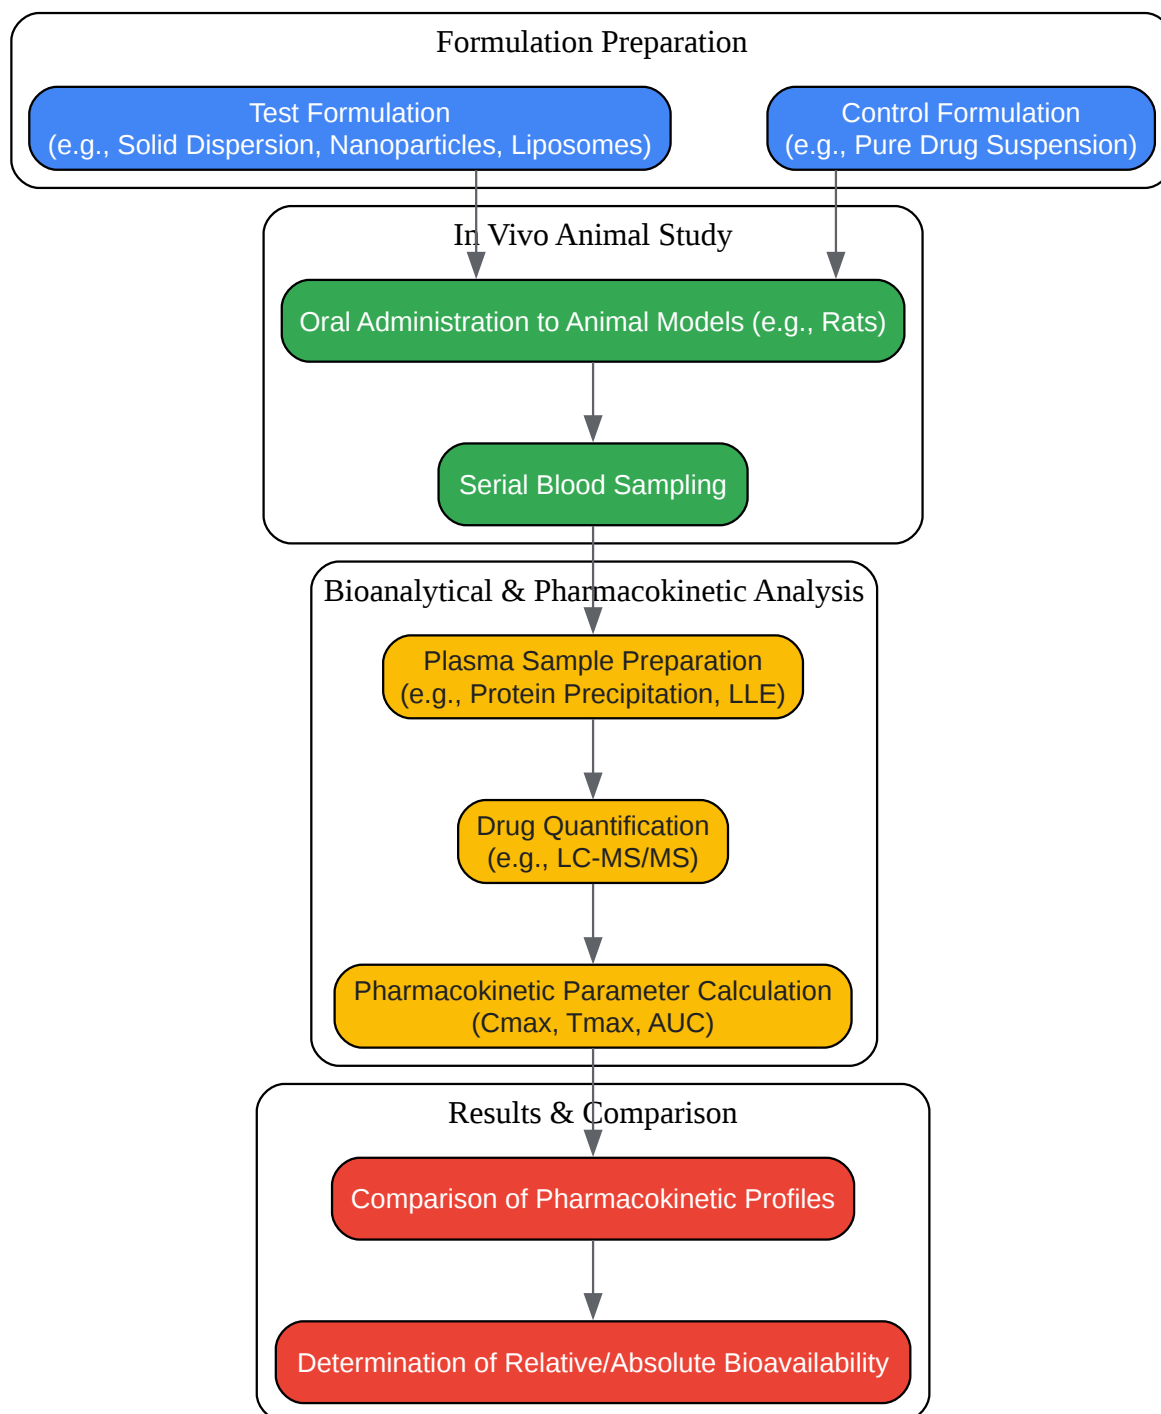 Formulation Preparation
Test Formulation
(e.g., Solid Dispersion, Nanoparticles, Liposomes)
Control Formulation
(e.g., Pure Drug Suspension)
In Vivo Animal Study
Oral Administration to Animal Models (e.g., Rats)
Serial Blood Sampling
Bioanalytical & Pharmacokinetic Analysis
Plasma Sample Preparation
(e.g., Protein Precipitation, LLE)
Drug Quantification
(e.g., LC-MS/MS)
Pharmacokinetic Parameter Calculation
(Cmax, Tmax, AUC)
Results & Comparison
Comparison of Pharmacokinetic Profiles
Determination of Relative/Absolute Bioavailability